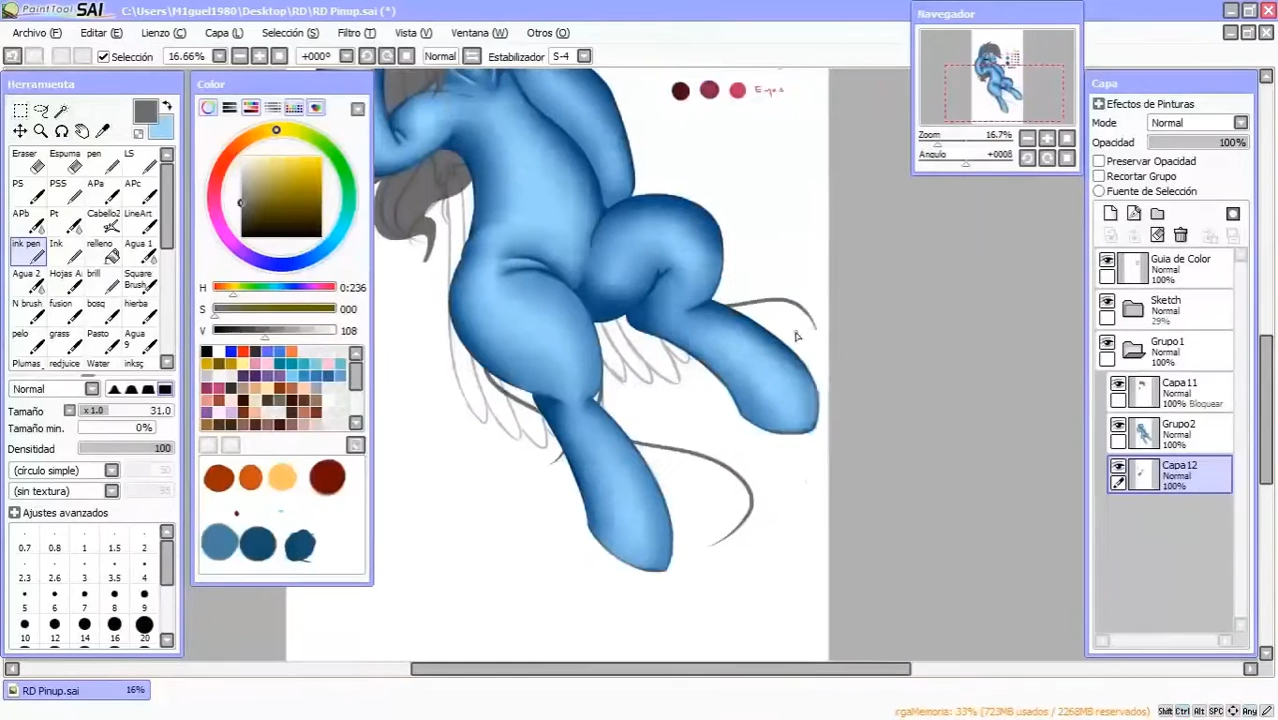 PaintTool SAI C:\Users\M1guel1980\Desktop\RD\RD Pinup.sai (*)
Archivo (F) Editar (E) Lienzo (C) Capa (L) Selección (S) Filtro (T) Vista (V) Ventana (W) Otros (O)
Selección 16.66% +000º Normal Estabilizador S-4
Navegador
Zoom 16.7%
Angulo +0008
Herramienta
Eraser Espuma pen LS
PS PSS APa APc
APb Pt Cabello2 LineArt
ink pen Ink relleno Agua 1
Agua 2 Hojas A brill Square Brush
N brush fusion bosq hierba
pelo grass Pasto Agua 9
Plumas redjuice Water inks
Normal
Tamaño x 1.0 31.0
Tamaño min. 0%
Densitidad 100
(círculo simple) 50
(sin textura)
Ajustes avanzados
0.7 0.8 1 1.5 2
2.3 2.6 3 3.5 4
5 6 7 8 9
10 12 14 16 20
Color
H 0:236
S 000
V 108
Eyes
Capa
Efectos de Pinturas
Mode Normal
Opacidad 100%
Preservar Opacidad
Recortar Grupo
Fuente de Selección
Guia de Color
Normal
100%
Sketch
Normal
29%
Grupo1
Normal
100%
Capa11
Normal
100% Bloquear
Grupo2
Normal
100%
Capa12
Normal
100%
RD Pinup.sai 16%
rgaMemoria: 33% (723MB usados / 2268MB reservados) Shift Ctrl Alt SPC Any